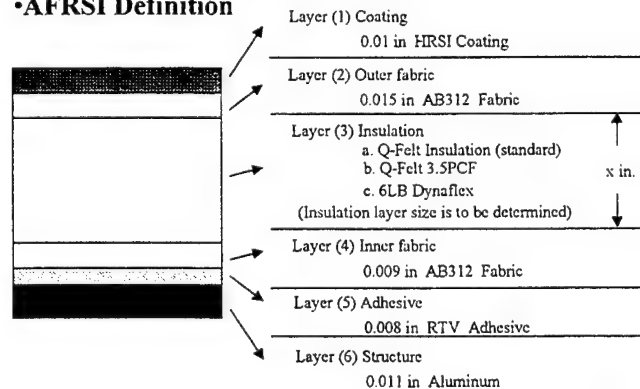 •AFRSI Definition
Layer (1) Coating
0.01 in HRSI Coating
Layer (2) Outer fabric
0.015 in AB312 Fabric
Layer (3) Insulation
a. Q-Felt Insulation (standard)
b. Q-Felt 3.5PCF
c. 6LB Dynaflex
(Insulation layer size is to be determined)
x in.
Layer (4) Inner fabric
0.009 in AB312 Fabric
Layer (5) Adhesive
0.008 in RTV Adhesive
Layer (6) Structure
0.011 in Aluminum